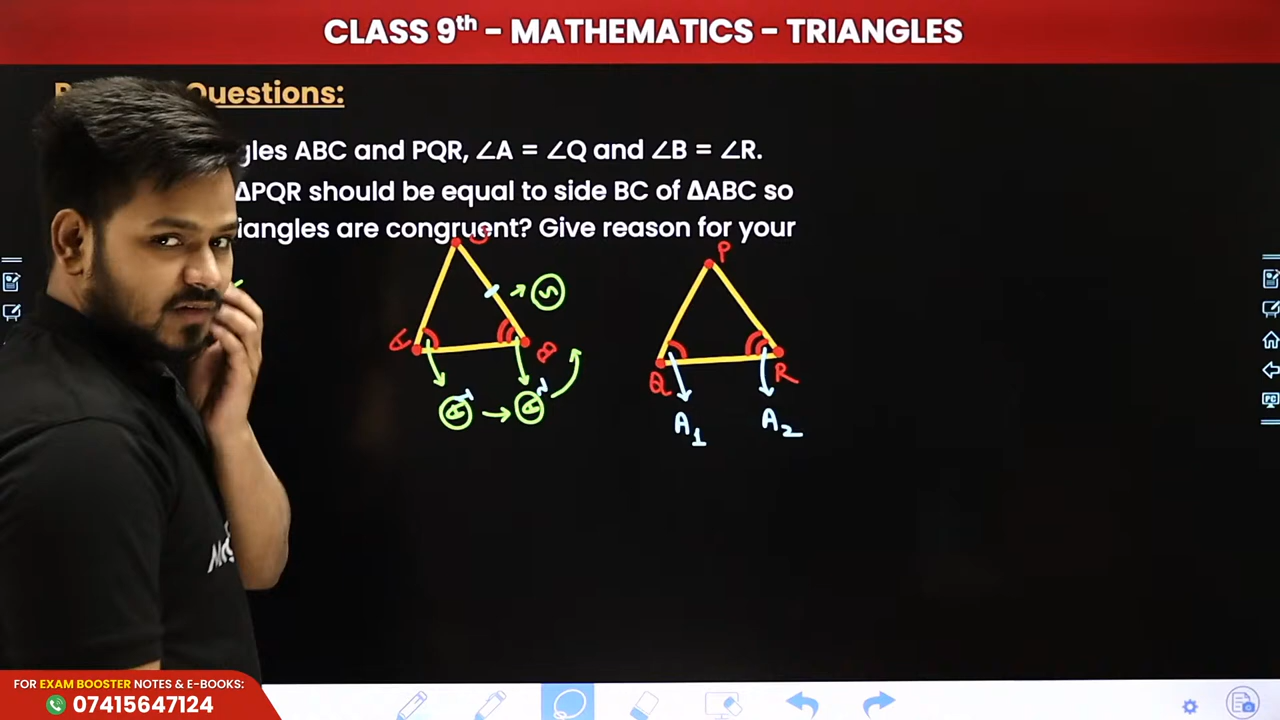 CLASS 9th - MATHEMATICS - TRIANGLES
Questions:
gles ABC and PQR, ∠A = ∠Q and ∠B = ∠R.
ΔPQR should be equal to side BC of ΔABC so
iangles are congruent? Give reason for your
C
P
S
A
B
Q
R
A1
A2
FOR EXAM BOOSTER NOTES & E-BOOKS:
07415647124
PC